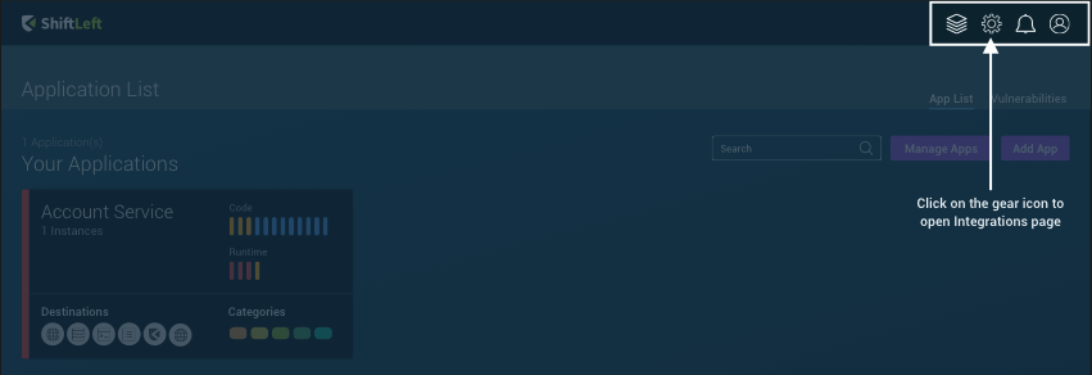 ShiftLeft
Application List
App List Vulnerabilities
1 Application(s)
Your Applications
Search
Manage Apps
Add App
Account Service
1 Instances
Code
Runtime
Destinations
Categories
Click on the gear icon to
open Integrations page